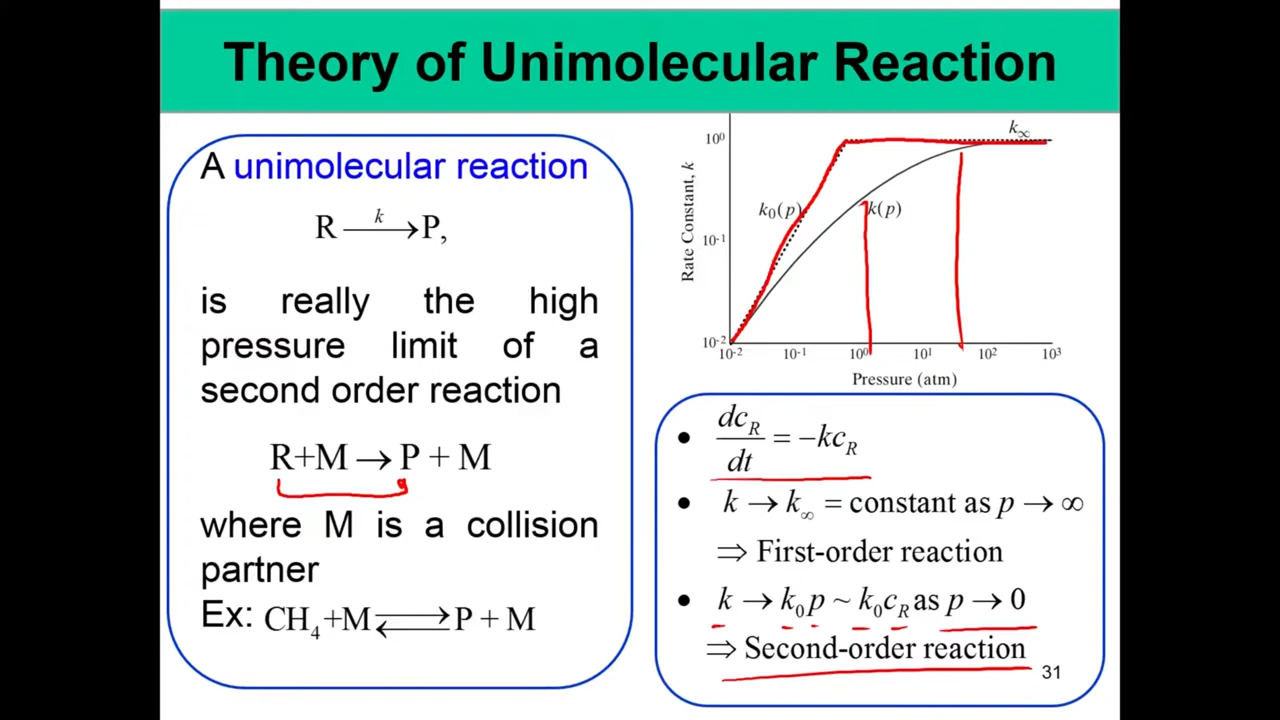 Theory of Unimolecular Reaction
A unimolecular reaction
R —k→ P,
is really the high
pressure limit of a
second order reaction
R+M → P + M
where M is a collision
partner
Ex: CH₄+M ⇌ P + M
Rate Constant, k
10⁰
10⁻¹
10⁻²
k∞
k₀(p)
k(p)
10⁻² 10⁻¹ 10⁰ 10¹ 10² 10³
Pressure (atm)
• dc_R/dt = −kc_R
• k → k∞ = constant as p → ∞
⇒ First-order reaction
• k → k₀p ~ k₀c_R as p → 0
⇒ Second-order reaction
31